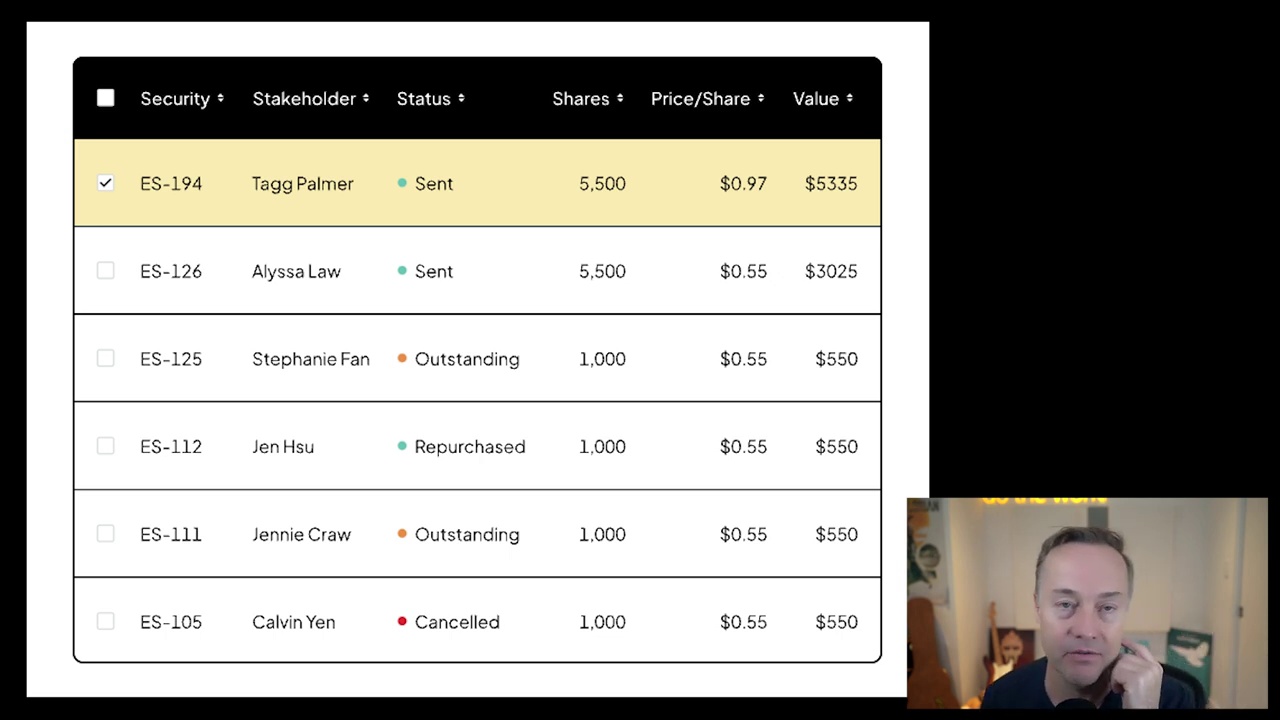 Security Stakeholder Status Shares Price/Share Value
ES-194 Tagg Palmer Sent 5,500 $0.97 $5335
ES-126 Alyssa Law Sent 5,500 $0.55 $3025
ES-125 Stephanie Fan Outstanding 1,000 $0.55 $550
ES-112 Jen Hsu Repurchased 1,000 $0.55 $550
ES-111 Jennie Craw Outstanding 1,000 $0.55 $550
ES-105 Calvin Yen Cancelled 1,000 $0.55 $550